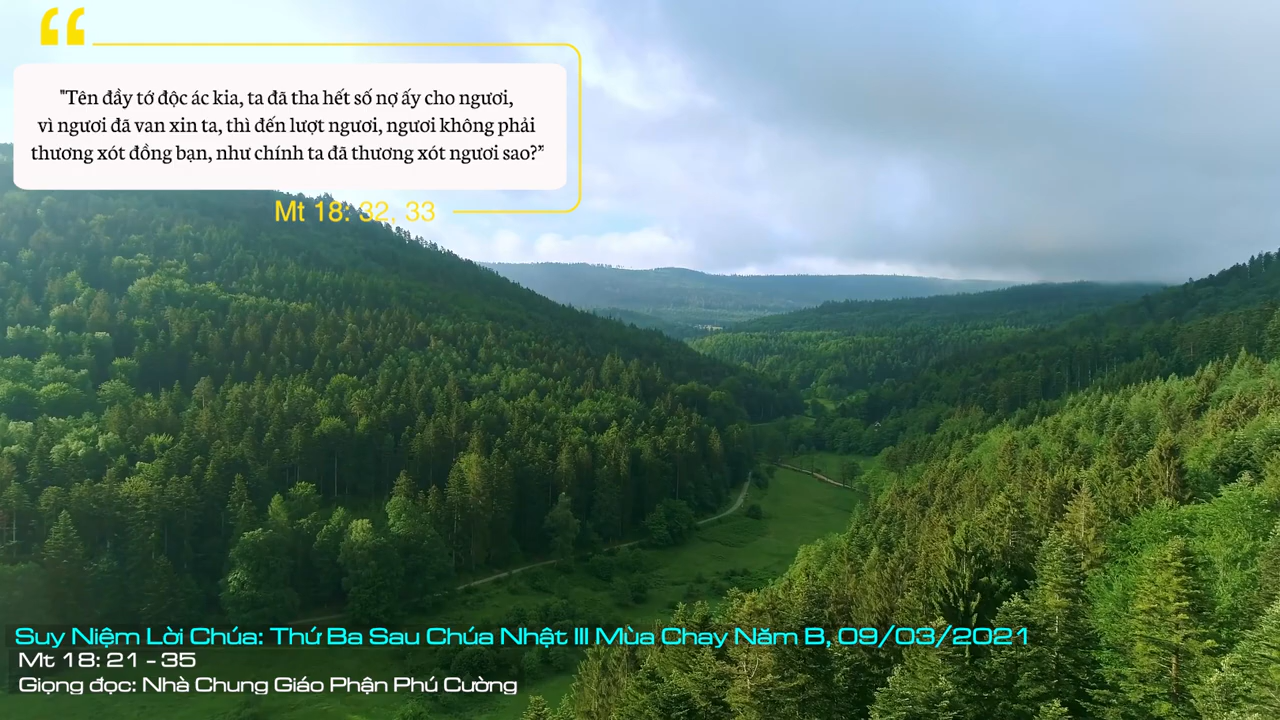 "Tên đầy tớ độc ác kia, ta đã tha hết số nợ ấy cho ngươi,
vì ngươi đã van xin ta, thì đến lượt ngươi, ngươi không phải
thương xót đồng bạn, như chính ta đã thương xót ngươi sao?”
Mt 18: 32, 33
Suy Niệm Lời Chúa: Thứ Ba Sau Chúa Nhật III Mùa Chay Năm B, 09/03/2021
Mt 18: 21 - 35
Giọng đọc: Nhà Chung Giáo Phận Phú Cường